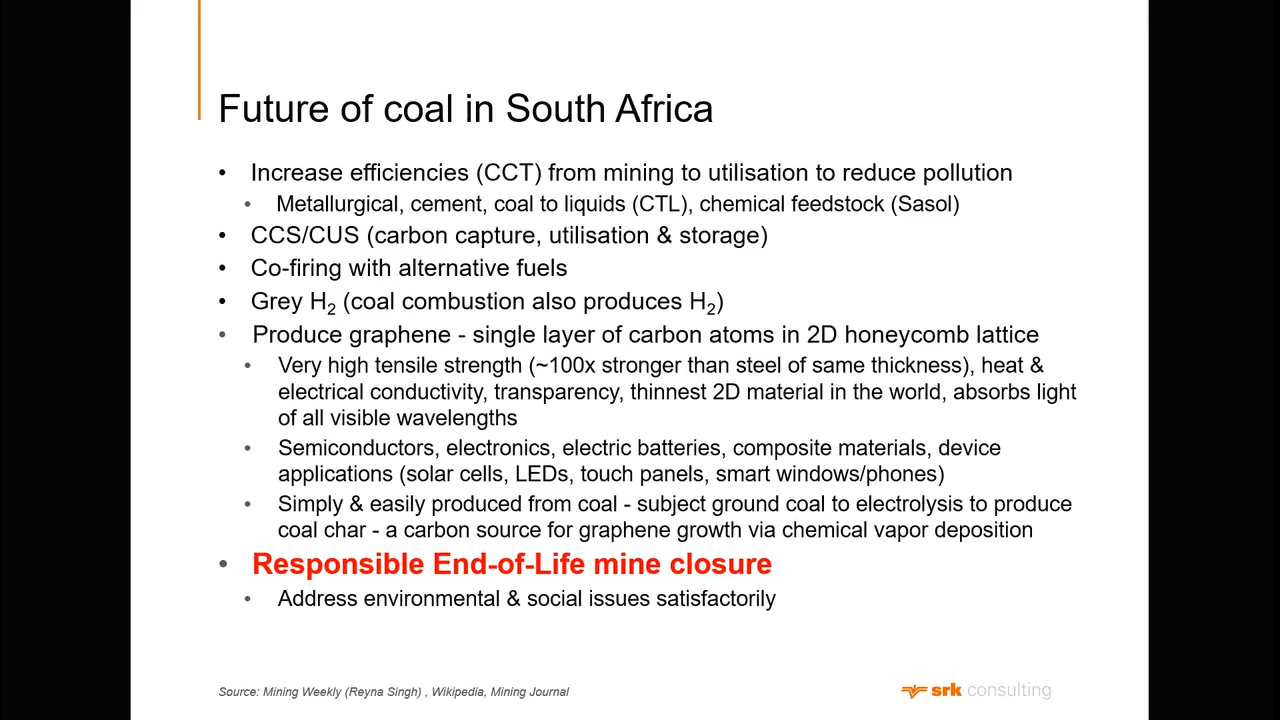 Future of coal in South Africa
• Increase efficiencies (CCT) from mining to utilisation to reduce pollution
• Metallurgical, cement, coal to liquids (CTL), chemical feedstock (Sasol)
• CCS/CUS (carbon capture, utilisation & storage)
• Co-firing with alternative fuels
• Grey H₂ (coal combustion also produces H₂)
• Produce graphene - single layer of carbon atoms in 2D honeycomb lattice
• Very high tensile strength (~100x stronger than steel of same thickness), heat &
electrical conductivity, transparency, thinnest 2D material in the world, absorbs light
of all visible wavelengths
• Semiconductors, electronics, electric batteries, composite materials, device
applications (solar cells, LEDs, touch panels, smart windows/phones)
• Simply & easily produced from coal - subject ground coal to electrolysis to produce
coal char - a carbon source for graphene growth via chemical vapor deposition
• Responsible End-of-Life mine closure
• Address environmental & social issues satisfactorily
Source: Mining Weekly (Reyna Singh) , Wikipedia, Mining Journal
srk consulting